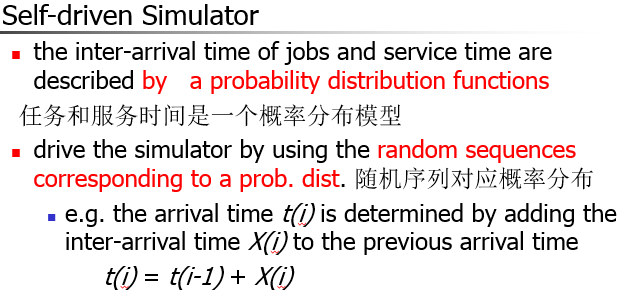 Self-driven Simulator
the inter-arrival time of jobs and service time are
described by a probability distribution functions
任务和服务时间是一个概率分布模型
drive the simulator by using the random sequences
corresponding to a prob. dist. 随机序列对应概率分布
e.g. the arrival time t(i) is determined by adding the
inter-arrival time X(i) to the previous arrival time
t(i) = t(i-1) + X(i)